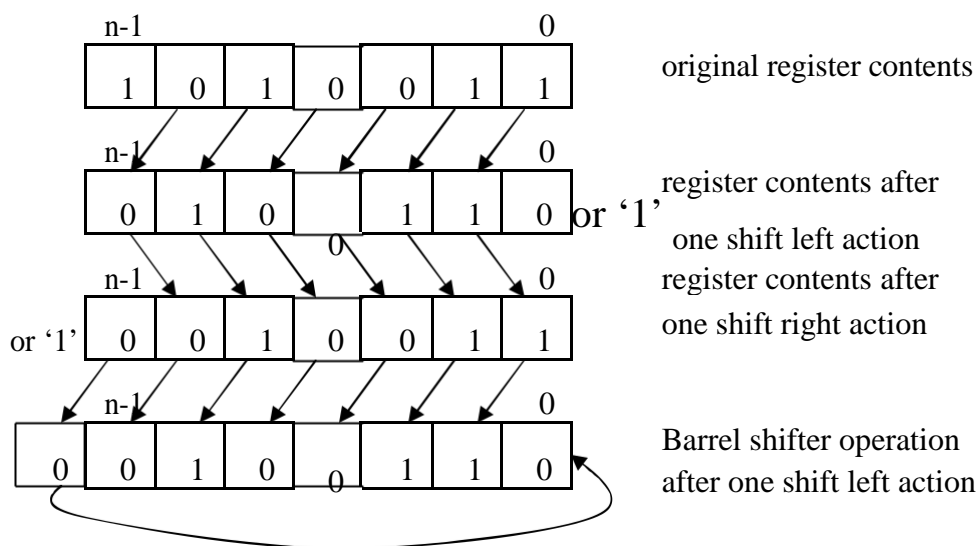 n-1 0
1 0 1 0 0 1 1 original register contents
n-1 0
0 1 0 0 1 1 0 or ‘1’ register contents after
one shift left action
n-1 0 register contents after
or ‘1’ 0 0 1 0 0 1 1 one shift right action
n-1 0
0 0 1 0 0 1 1 0 Barrel shifter operation
after one shift left action